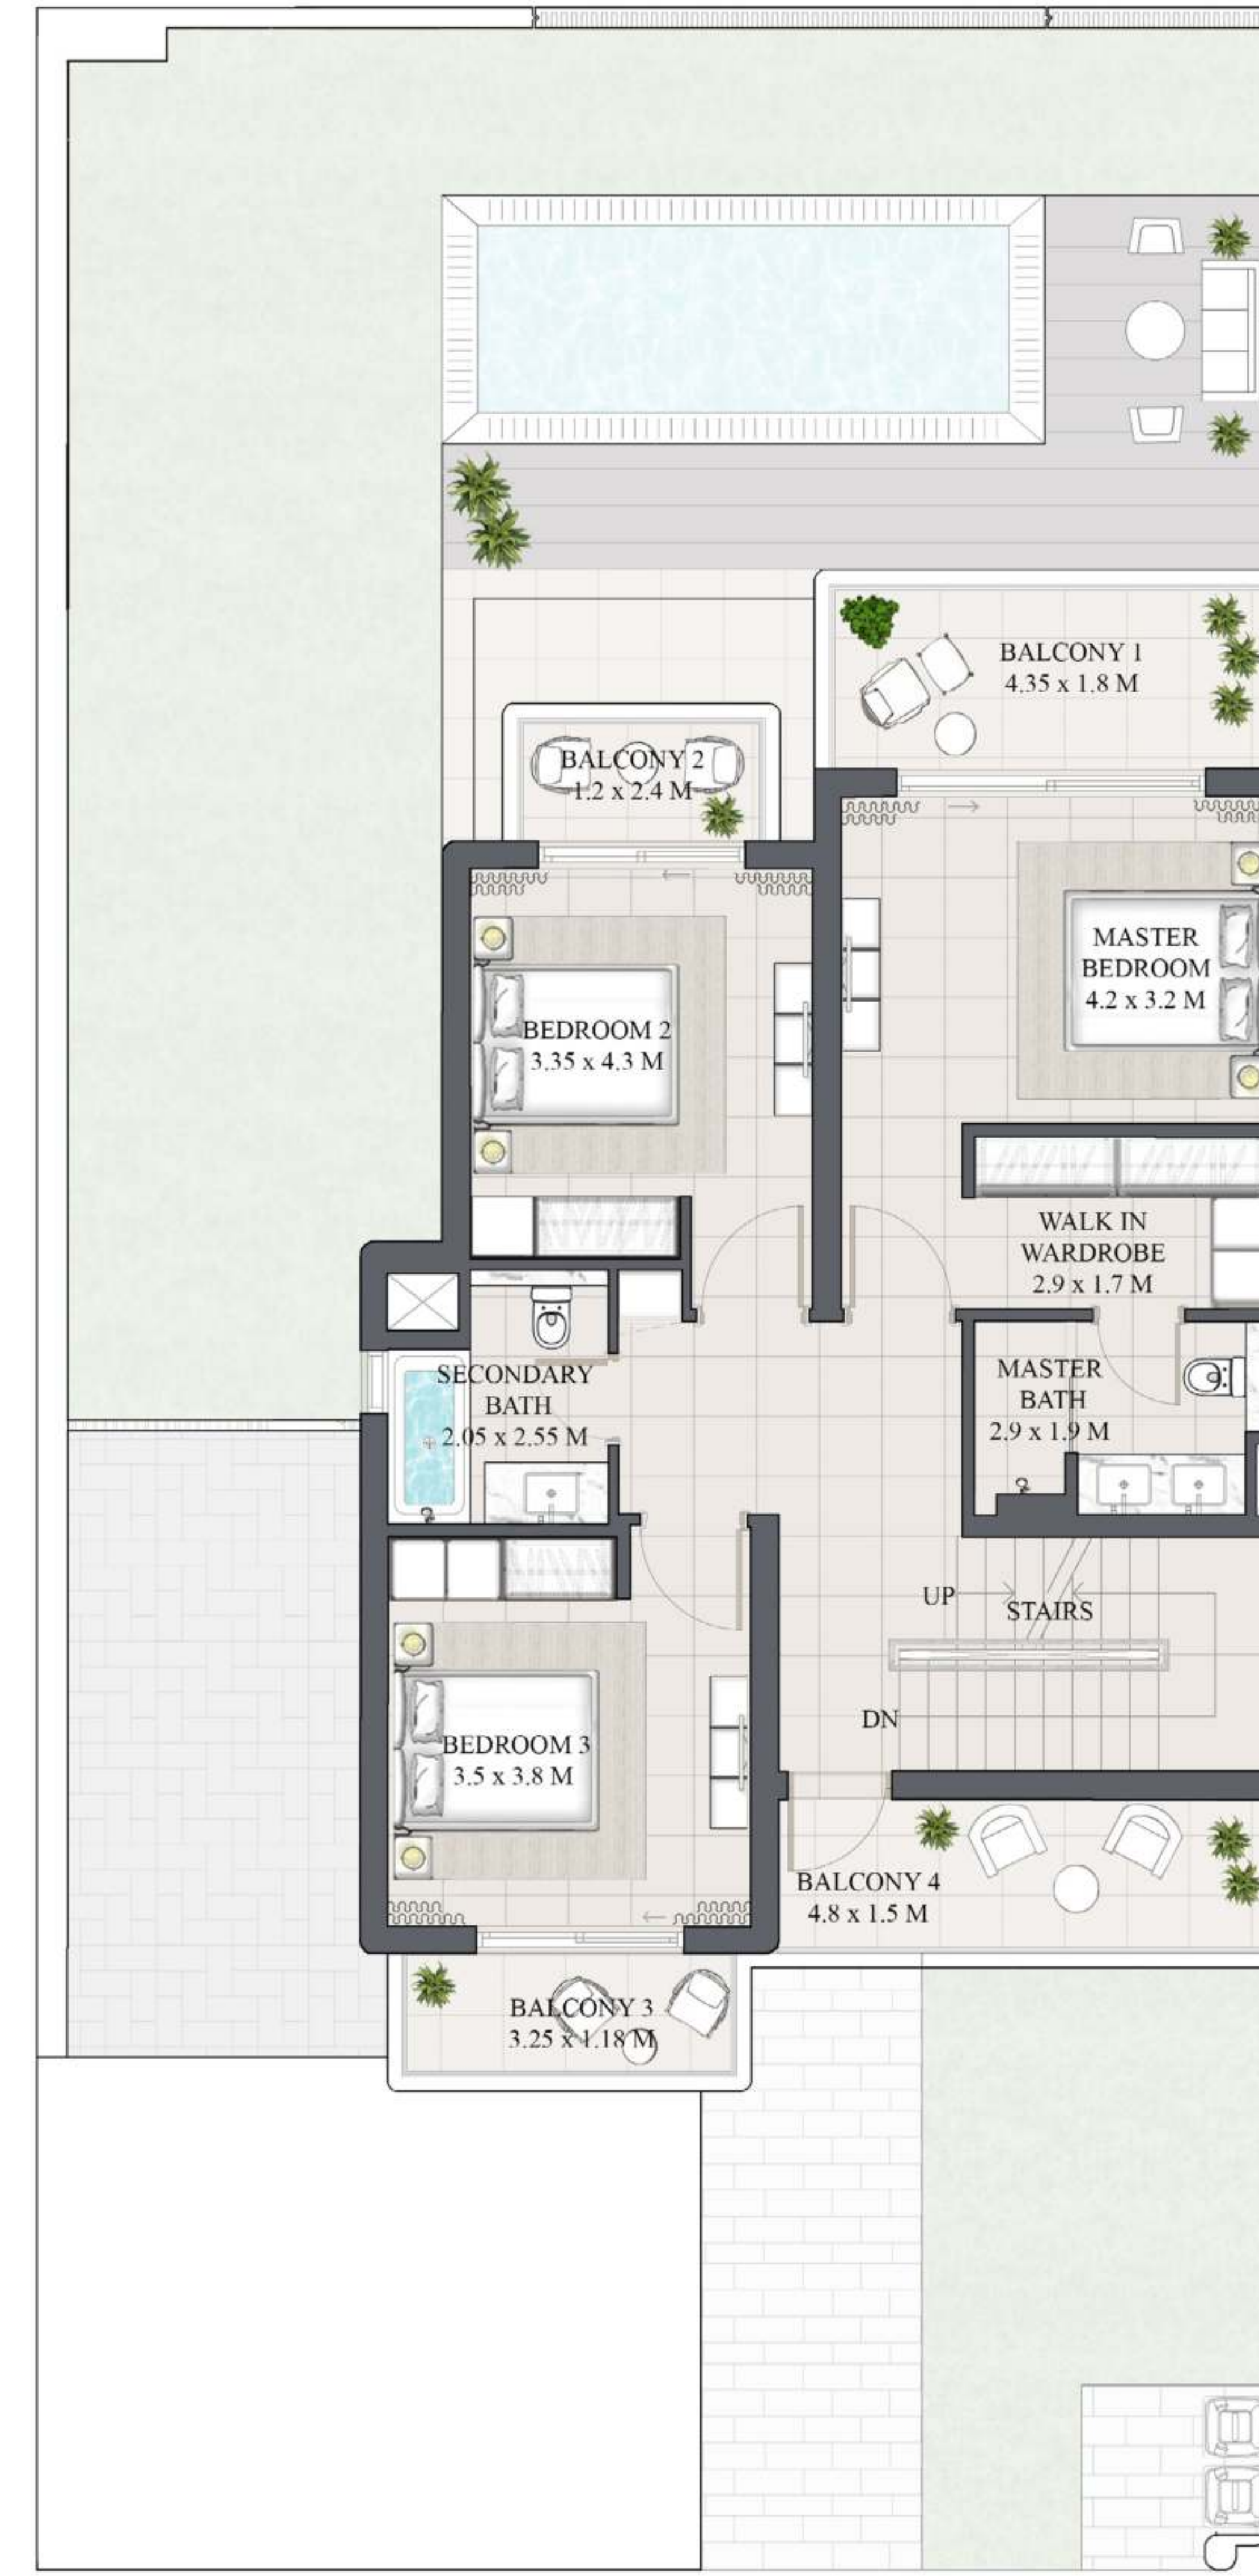 BALCONY 1
4.35 x 1.8 M
BALCONY 2
1.2 x 2.4 M
MASTER
BEDROOM
4.2 x 3.2 M
BEDROOM 2
3.35 x 4.3 M
WALK IN
WARDROBE
2.9 x 1.7 M
SECONDARY
BATH
2.05 x 2.55 M
MASTER
BATH
2.9 x 1.9 M
UP
STAIRS
DN
BEDROOM 3
3.5 x 3.8 M
BALCONY 4
4.8 x 1.5 M
BALCONY 3
3.25 x 1.18 M